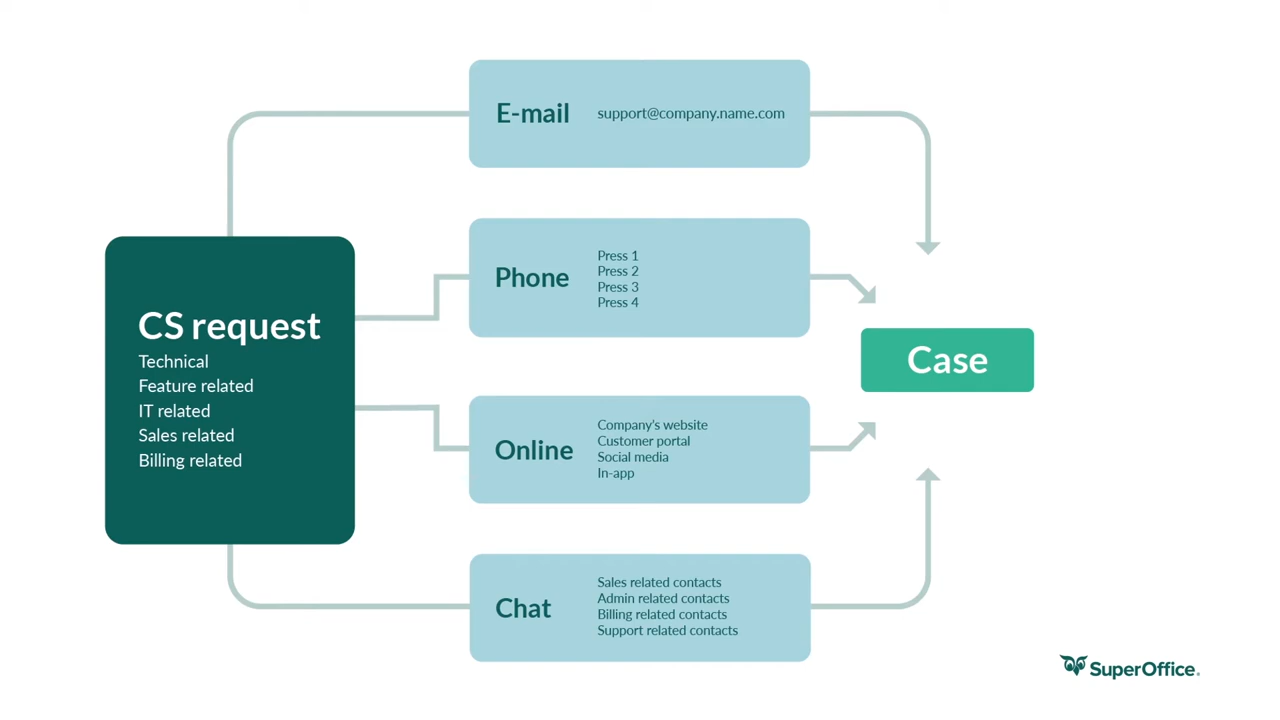 E-mail
support@company.name.com
Phone
Press 1
Press 2
Press 3
Press 4
CS request
Technical
Feature related
IT related
Sales related
Billing related
Case
Online
Company's website
Customer portal
Social media
In-app
Chat
Sales related contacts
Admin related contacts
Billing related contacts
Support related contacts
SuperOffice.